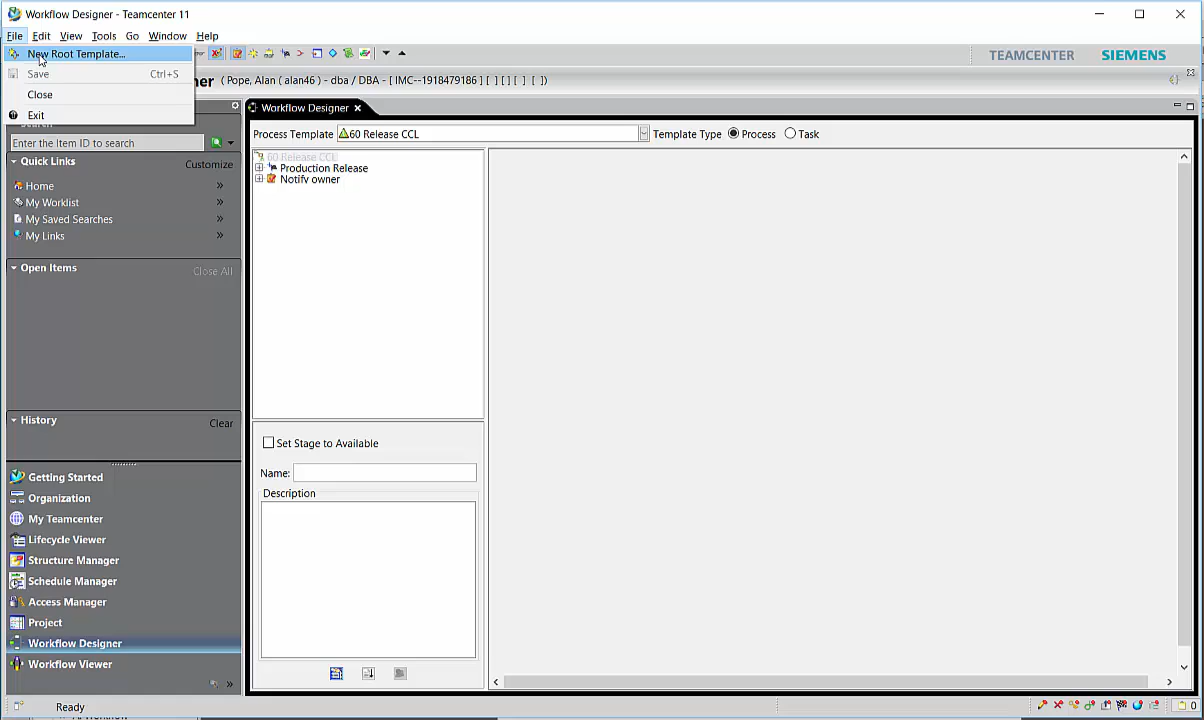 Workflow Designer - Teamcenter 11
File Edit View Tools Go Window Help
New Root Template...
Save Ctrl+S
Close
Exit
TEAMCENTER SIEMENS
( Pope, Alan ( alan46 ) - dba / DBA - [ IMC--1918479186 ] [ ] [ ] [ ] [ ] )
Workflow Designer
Process Template 60 Release CCL Template Type Process Task
Enter the Item ID to search
60 Release CCL
Production Release
Notify owner
Quick Links Customize
Home
My Worklist
My Saved Searches
My Links
Open Items Close All
History Clear
Set Stage to Available
Name:
Description
Getting Started
Organization
My Teamcenter
Lifecycle Viewer
Structure Manager
Schedule Manager
Access Manager
Project
Workflow Designer
Workflow Viewer
Ready
0